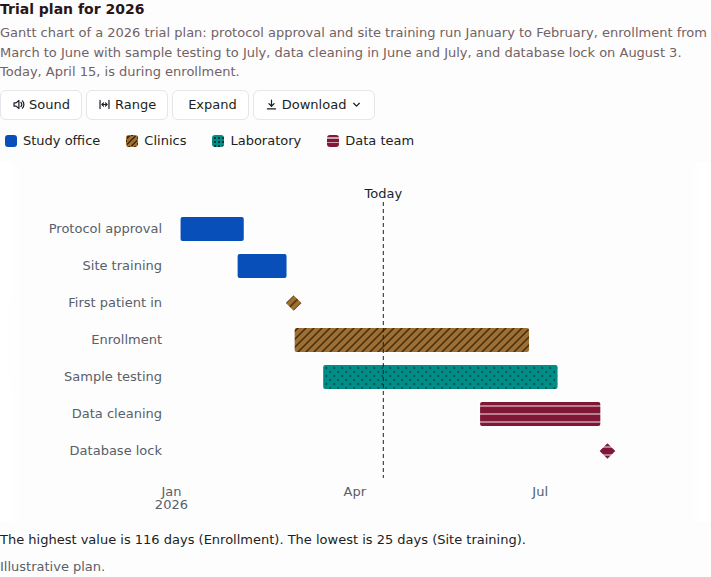 Trial plan for 2026
Gantt chart of a 2026 trial plan: protocol approval and site training run January to February, enrollment from
March to June with sample testing to July, data cleaning in June and July, and database lock on August 3.
Today, April 15, is during enrollment.
Sound Range Expand Download
Study office Clinics Laboratory Data team
Today
Protocol approval
Site training
First patient in
Enrollment
Sample testing
Data cleaning
Database lock
Jan Apr Jul
2026
The highest value is 116 days (Enrollment). The lowest is 25 days (Site training).
Illustrative plan.